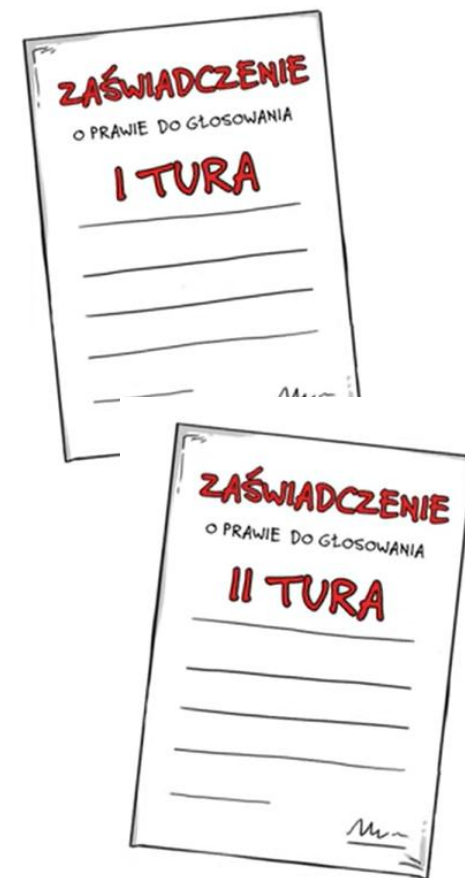 ZAŚWIADCZENIE
O PRAWIE DO GŁOSOWANIA
I TURA
ZAŚWIADCZENIE
O PRAWIE DO GŁOSOWANIA
II TURA